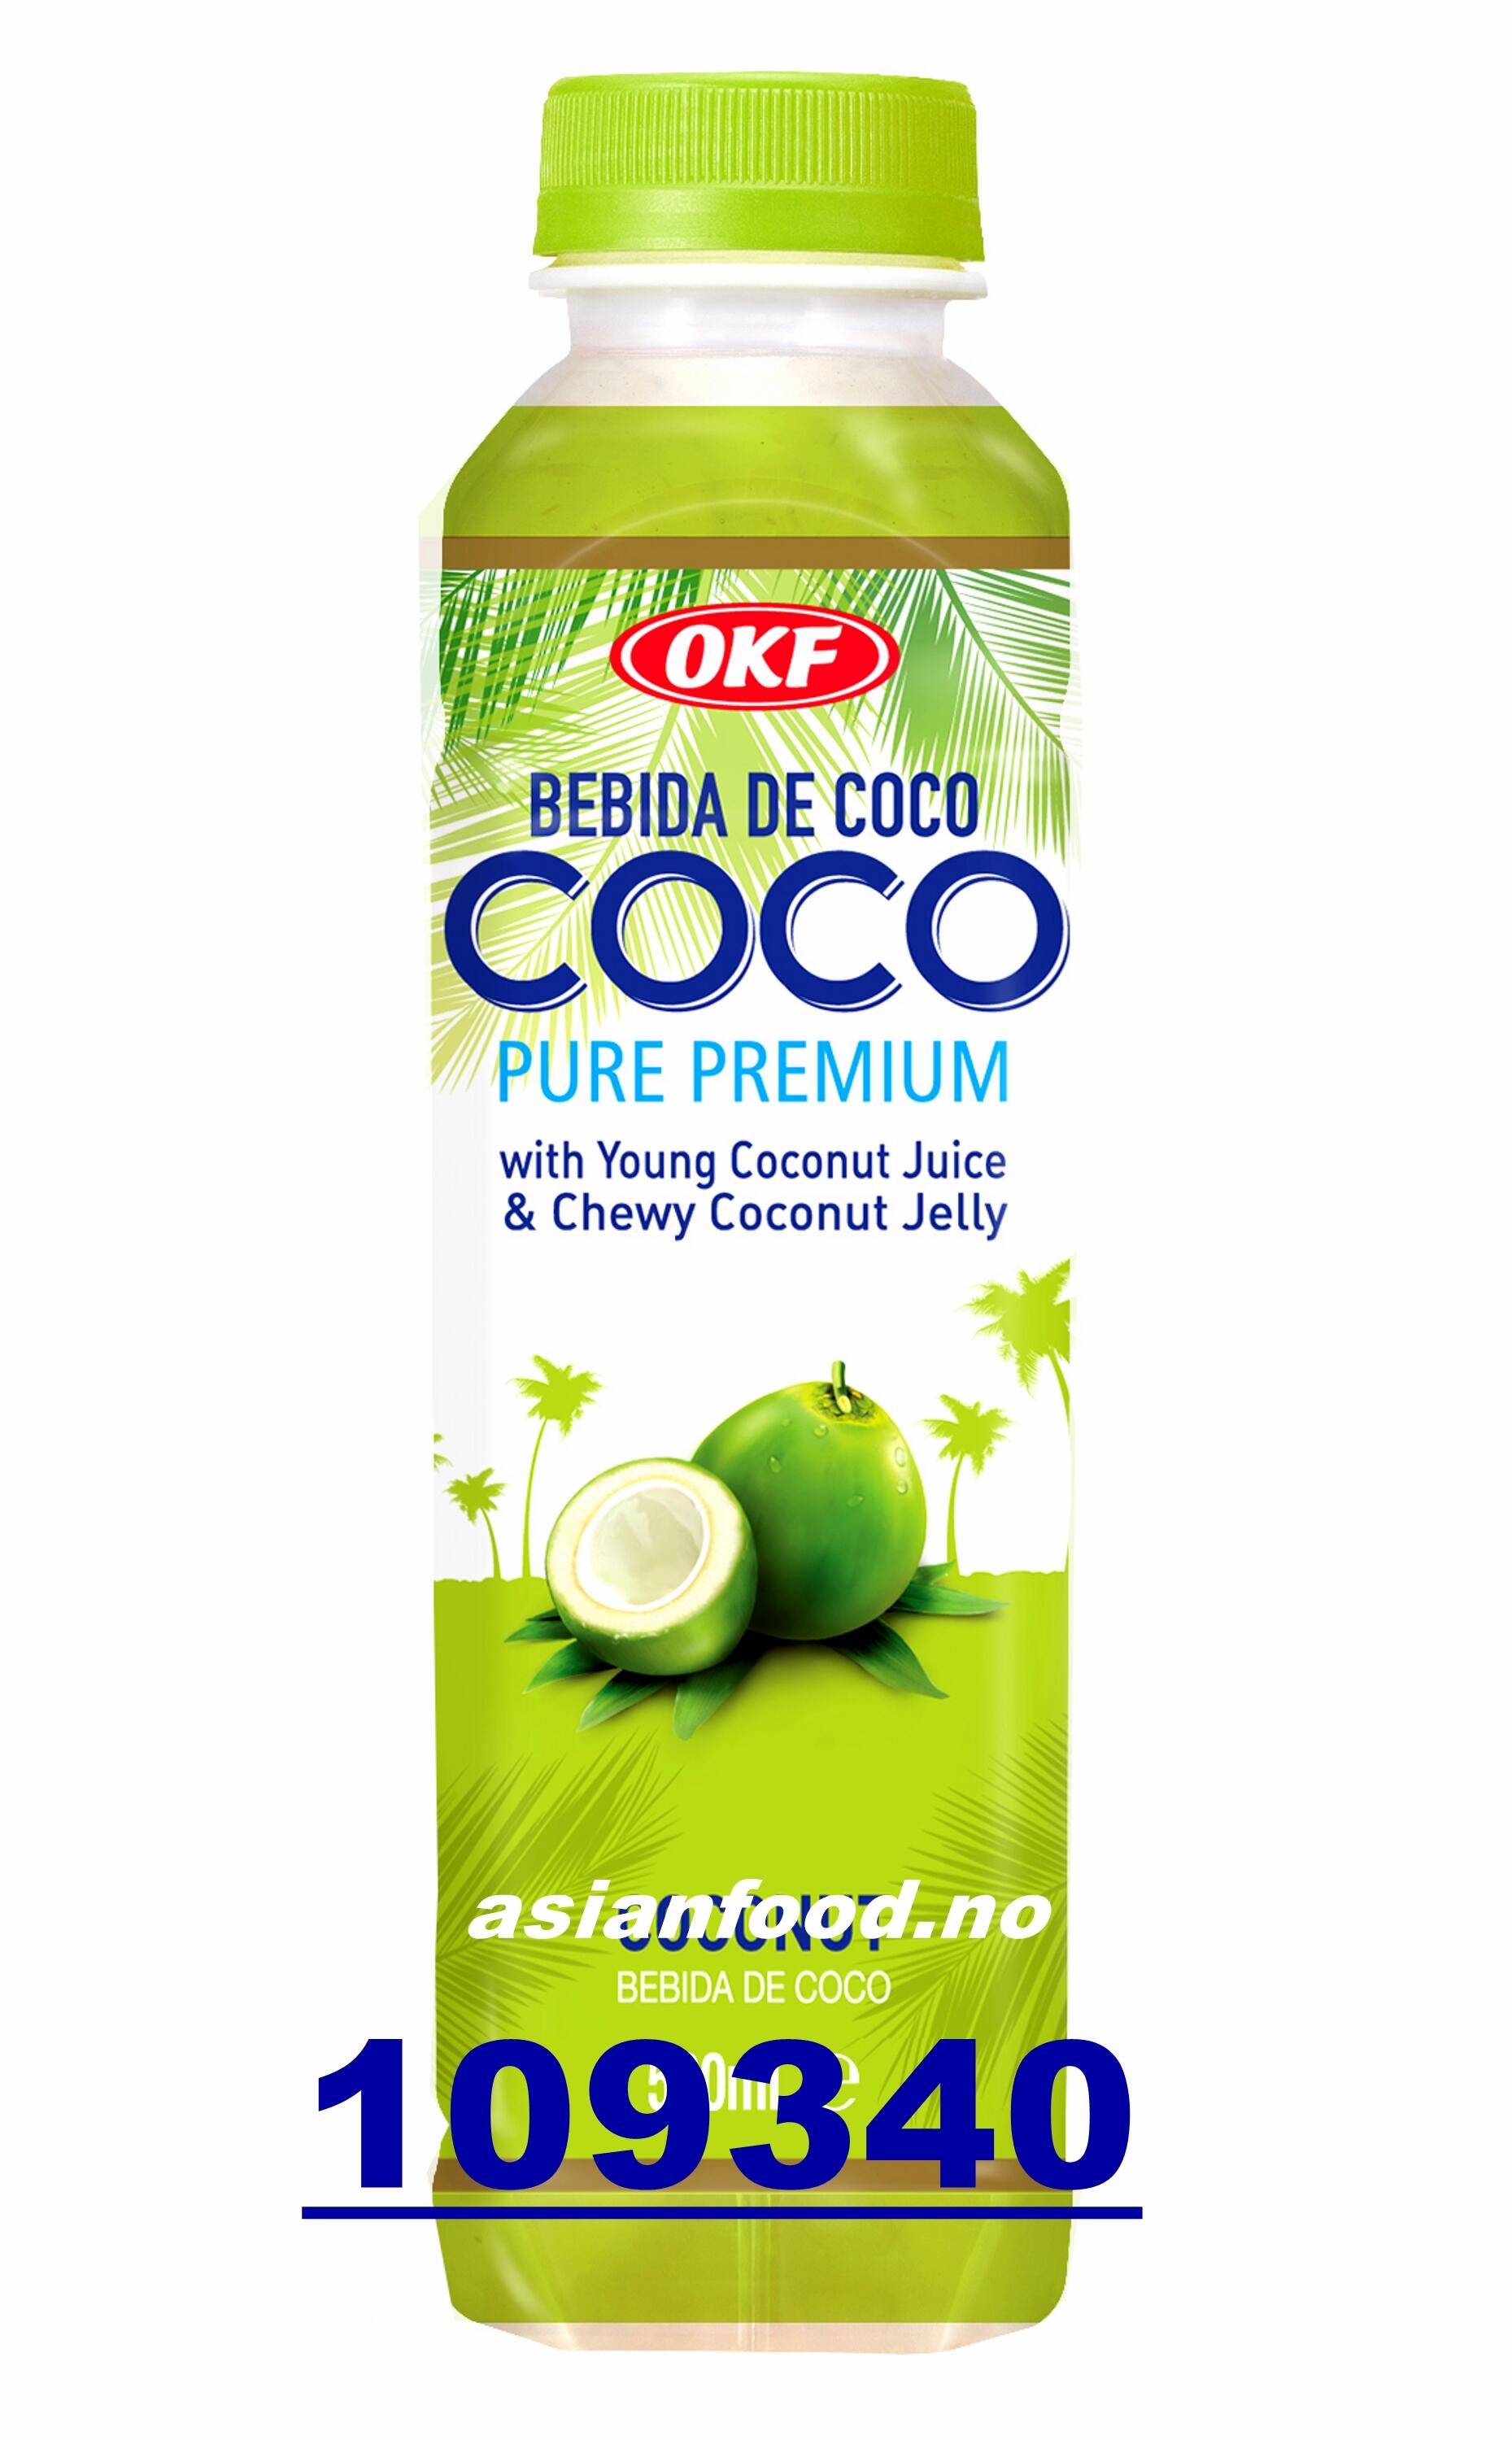 OKF
BEBIDA DE COCO
COCO
PURE PREMIUM
with Young Coconut Juice
& Chewy Coconut Jelly
asianfood.no
COCONUT
BEBIDA DE COCO
109340